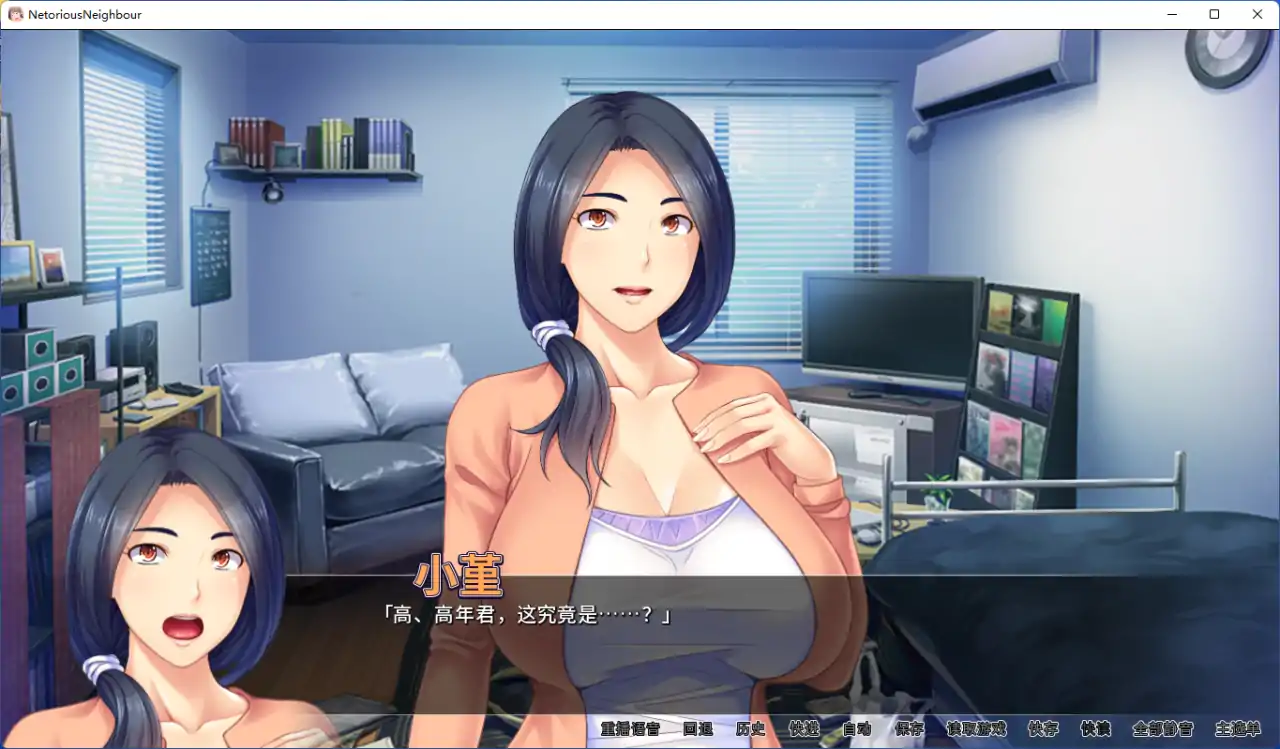 NetoriousNeighbour
小堇
「高、高年君，这究竟是……？」
重播语音 回退 历史 快进 自动 保存 读取游戏 快存 快读 全部静音 主选单